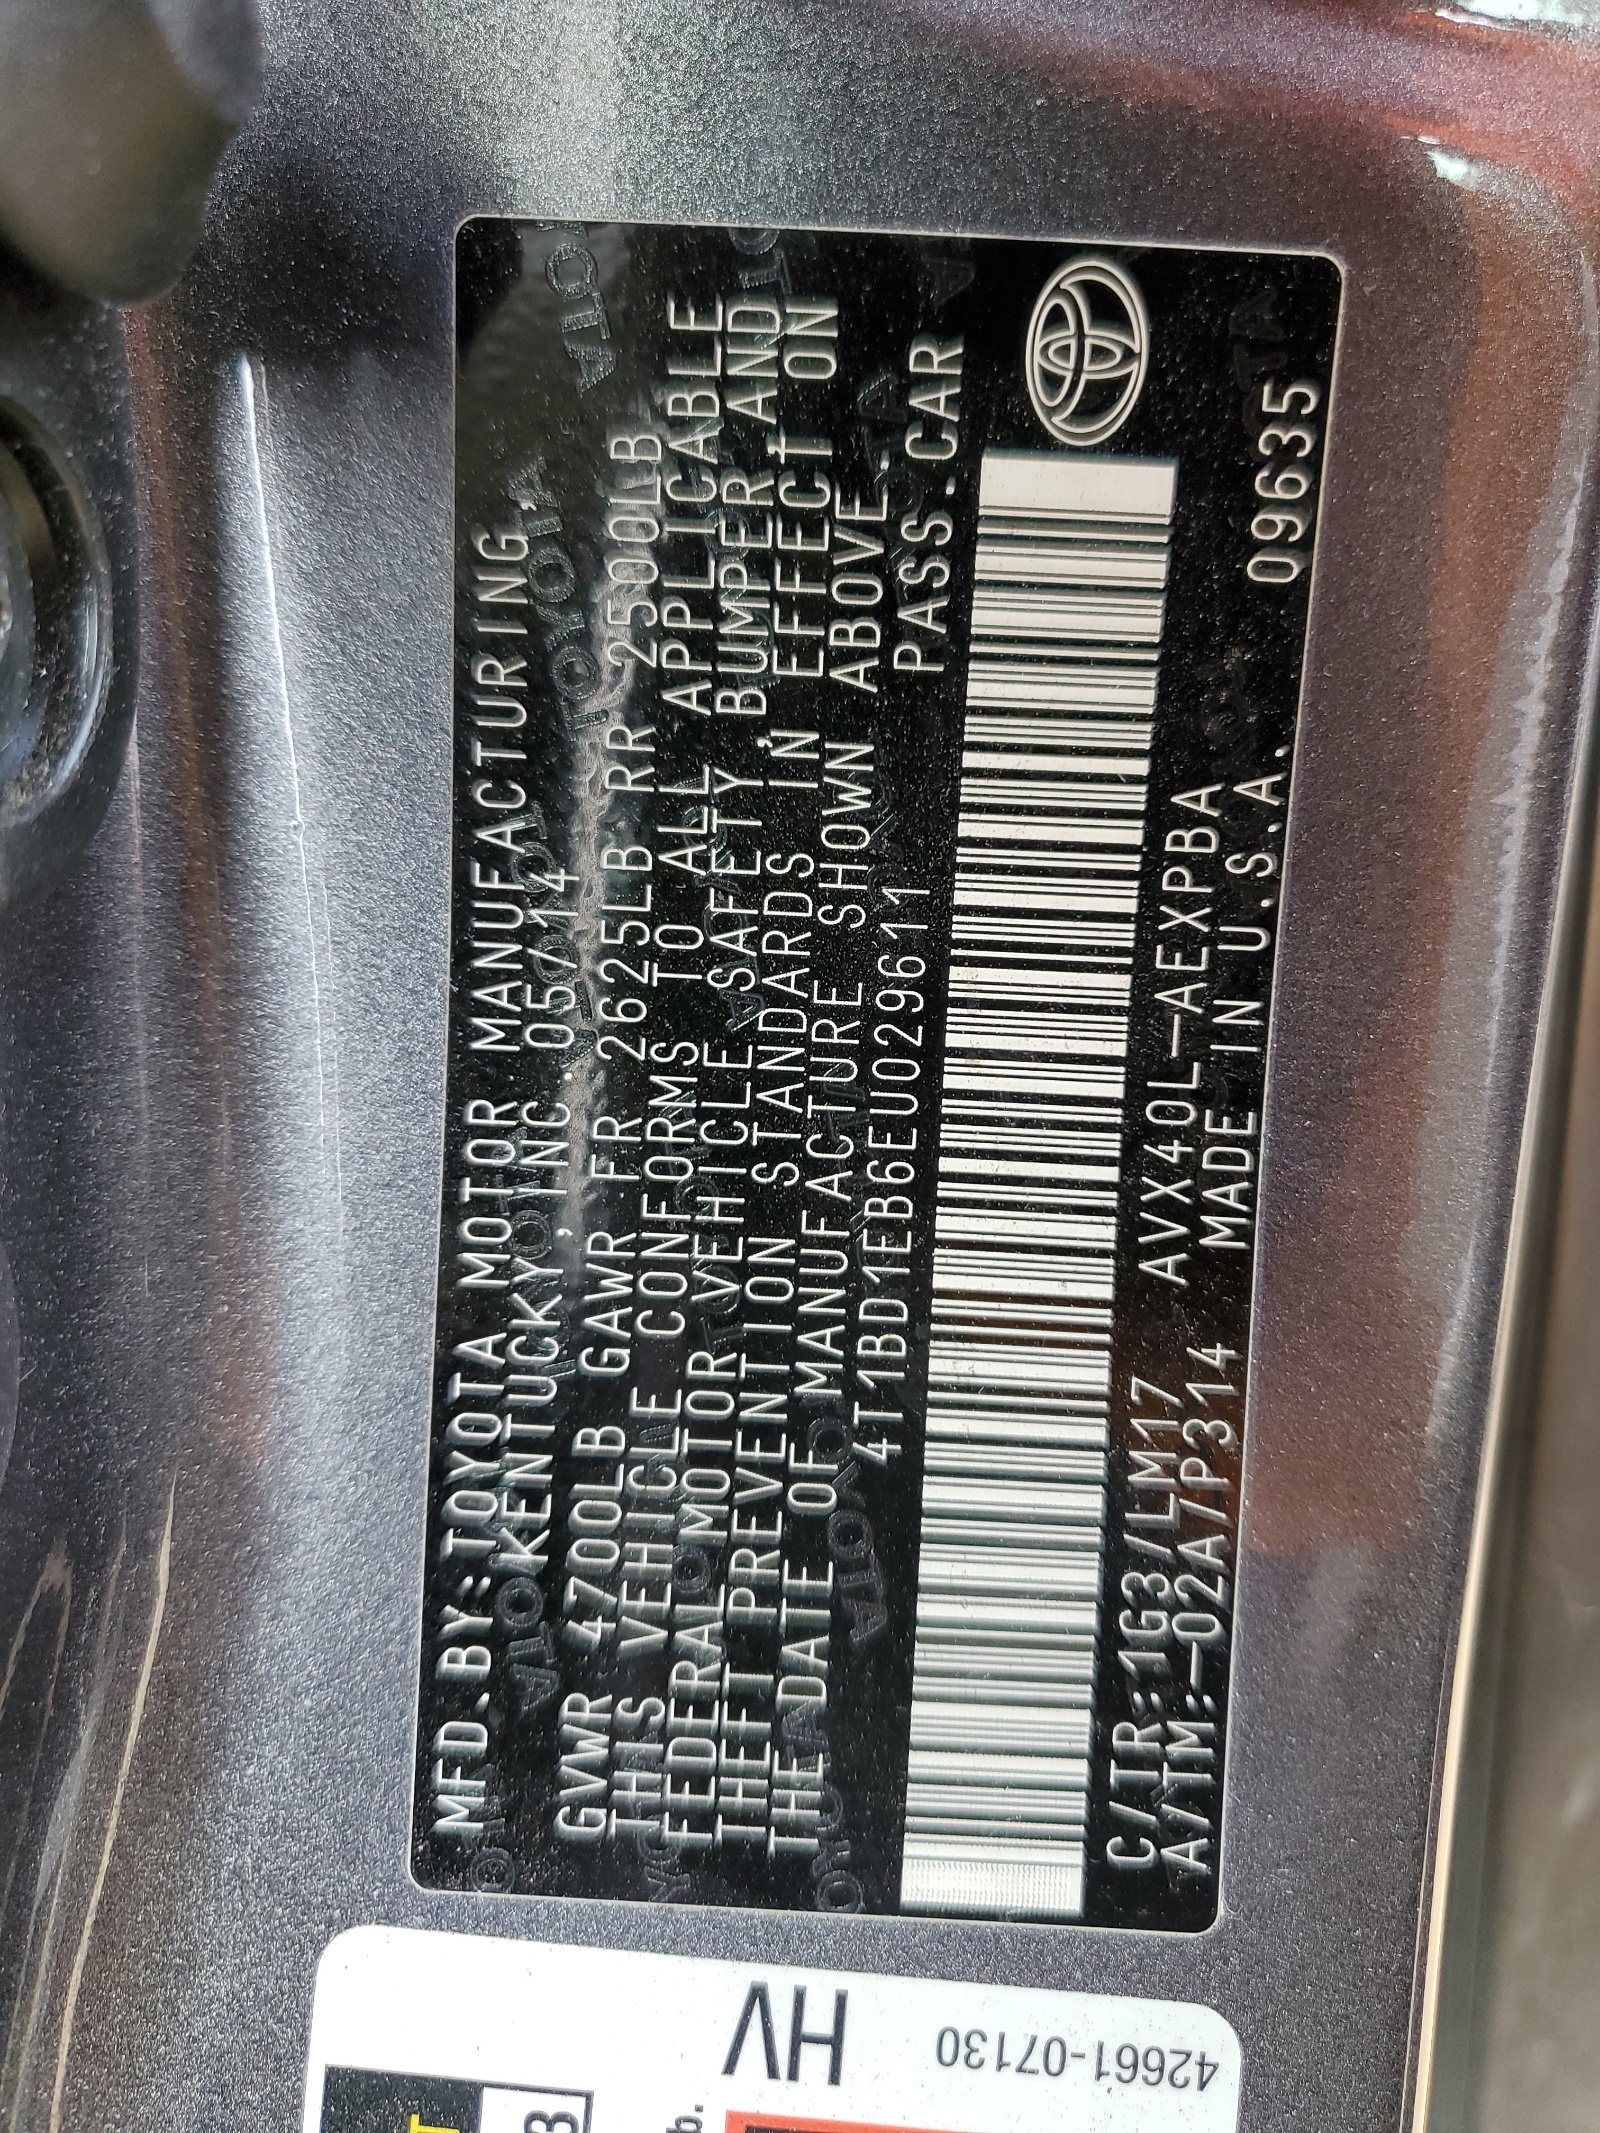 MFD.BY:TOYOTA MOTOR MANUFACTURING,
KENTUCKY,INC. 05/14
GVWR 4700LB GAWR FR 2625LB RR 2500LB
THIS VEHICLE CONFORMS TO ALL APPLICABLE
FEDERAL MOTOR VEHICLE SAFETY, BUMPER AND
THEFT PREVENTION STANDARDS IN EFFECT ON
THE DATE OF MANUFACTURE SHOWN ABOVE.
4T1BD1EB6EU029611 PASS.CAR
C/TR:1G3/LM17 AVX40L-AEXPBA
A/TM:-02A7P314 MADE IN U.S.A. 09635
HV
42661-07130